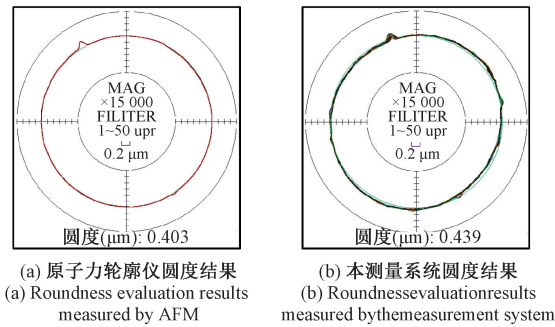 MAG
×15 000
FILITER
1~50 upr
0.2 μm
圆度(μm): 0.403
(a) 原子力轮廓仪圆度结果
(a) Roundness evaluation results
measured by AFM
MAG
×15 000
FILITER
1~50 upr
0.2 μm
圆度(μm): 0.439
(b) 本测量系统圆度结果
(b) Roundnessevaluationresults
measured bythemeasurement system